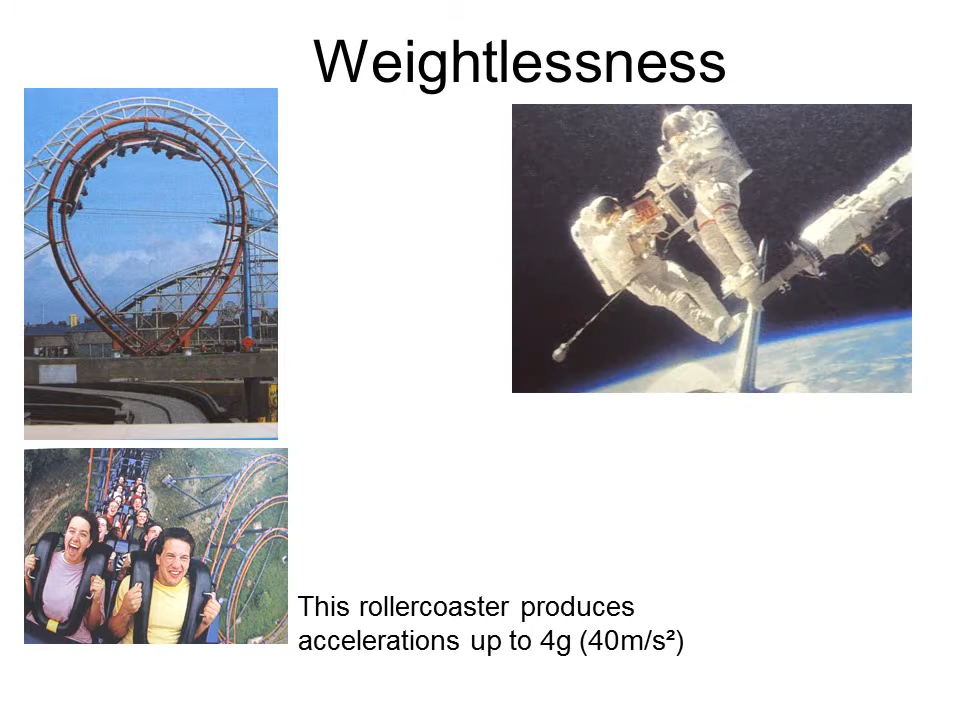 Weightlessness
This rollercoaster produces
accelerations up to 4g (40m/s²)